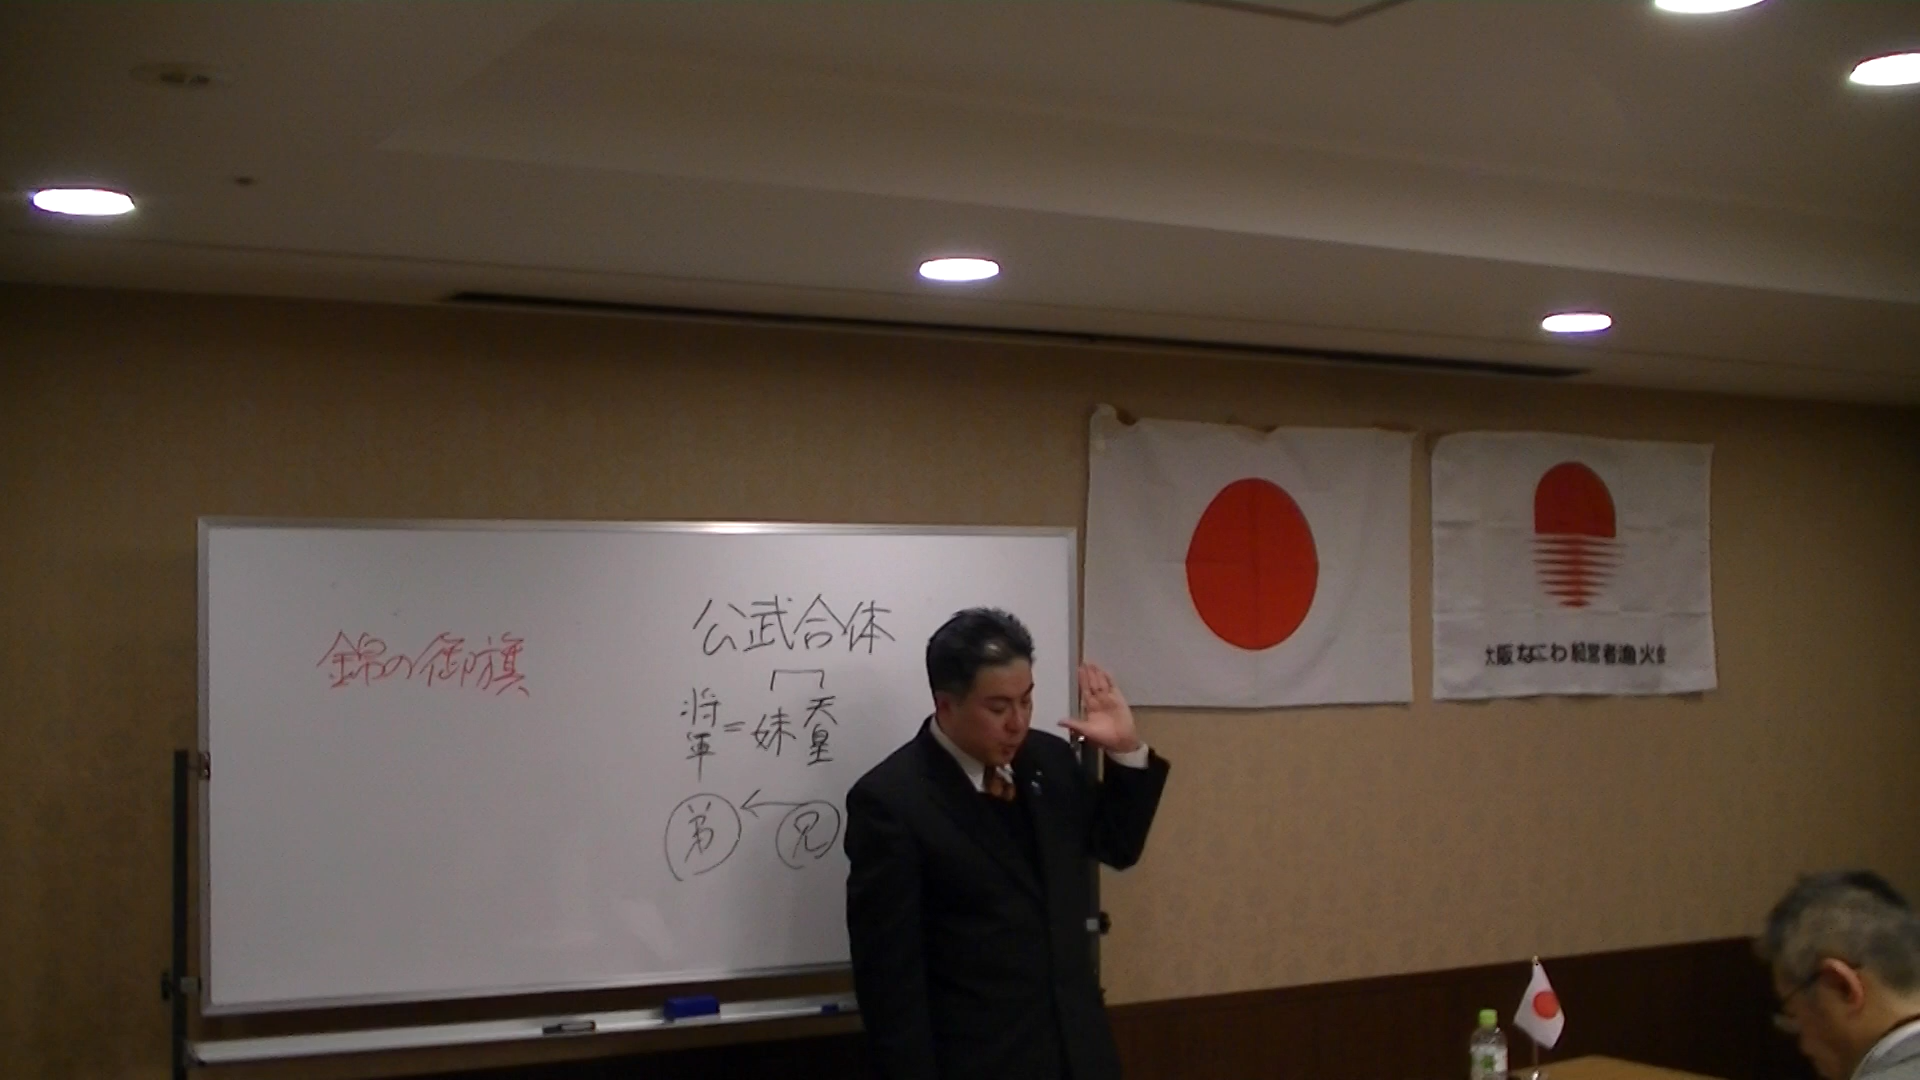 錦の御旗
公武合体
将軍=妹 天皇
弟 ← 兄
大阪なにわ経営者漁火会